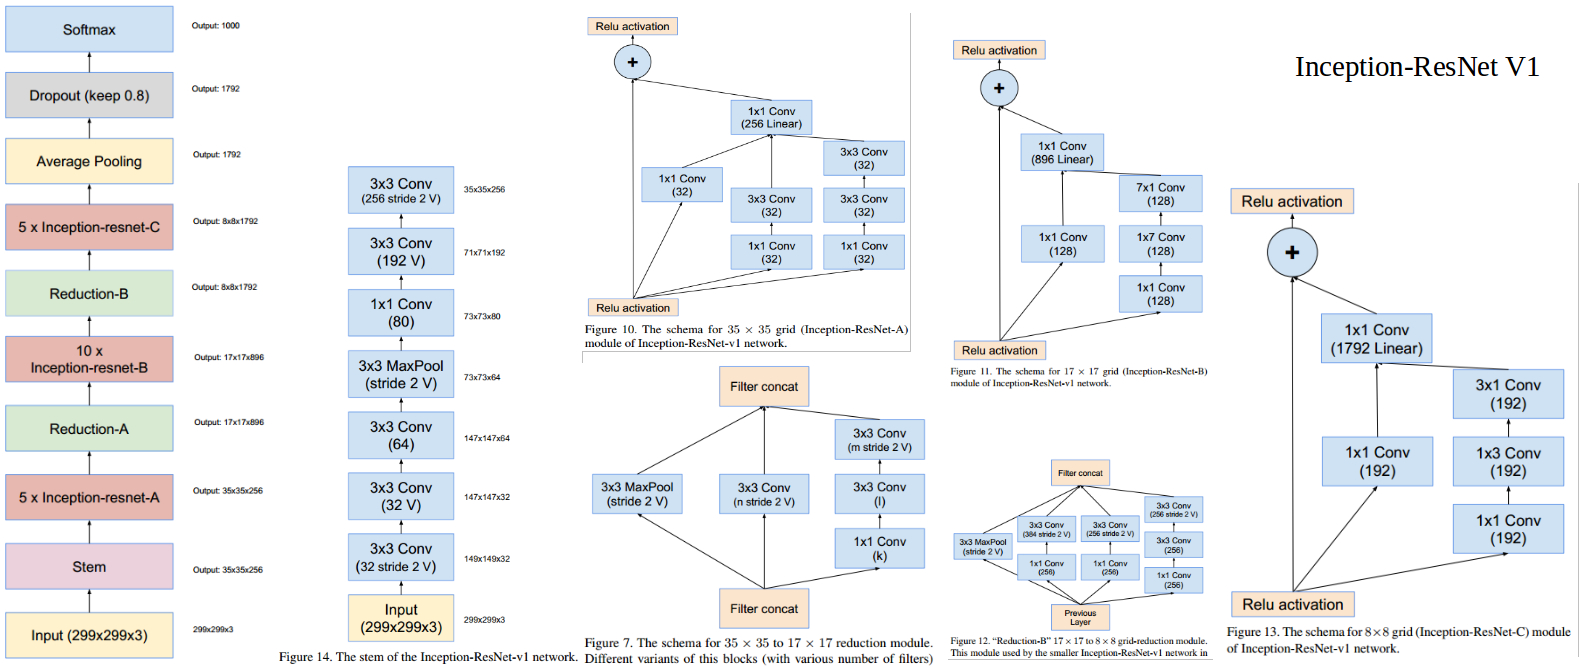 Inception-ResNet V1
Softmax
Output: 1000
Dropout (keep 0.8)
Output: 1792
Average Pooling
Output: 1792
5 x Inception-resnet-C
Output: 8x8x1792
Reduction-B
Output: 8x8x1792
10 x
Inception-resnet-B
Output: 17x17x896
Reduction-A
Output: 17x17x896
5 x Inception-resnet-A
Output: 35x35x256
Stem
Output: 35x35x256
Input (299x299x3)
299x299x3
3x3 Conv
(256 stride 2 V)
35x35x256
3x3 Conv
(192 V)
71x71x192
1x1 Conv
(80)
73x73x80
3x3 MaxPool
(stride 2 V)
73x73x64
3x3 Conv
(64)
147x147x64
3x3 Conv
(32 V)
147x147x32
3x3 Conv
(32 stride 2 V)
149x149x32
Input
(299x299x3)
299x299x3
Figure 14. The stem of the Inception-ResNet-v1 network.
Relu activation
+
1x1 Conv
(256 Linear)
1x1 Conv
(32)
3x3 Conv
(32)
1x1 Conv
(32)
3x3 Conv
(32)
3x3 Conv
(32)
1x1 Conv
(32)
Relu activation
Figure 10. The schema for 35 × 35 grid (Inception-ResNet-A)
module of Inception-ResNet-v1 network.
Filter concat
3x3 MaxPool
(stride 2 V)
3x3 Conv
(n stride 2 V)
3x3 Conv
(m stride 2 V)
3x3 Conv
(l)
1x1 Conv
(k)
Filter concat
Figure 7. The schema for 35 × 35 to 17 × 17 reduction module.
Different variants of this blocks (with various number of filters)
Relu activation
+
1x1 Conv
(896 Linear)
1x1 Conv
(128)
7x1 Conv
(128)
1x7 Conv
(128)
1x1 Conv
(128)
Relu activation
Figure 11. The schema for 17 × 17 grid (Inception-ResNet-B)
module of Inception-ResNet-v1 network.
Filter concat
3x3 MaxPool
(stride 2 V)
3x3 Conv
(384 stride 2 V)
1x1 Conv
(256)
3x3 Conv
(256 stride 2 V)
1x1 Conv
(256)
3x3 Conv
(256 stride 2 V)
3x3 Conv
(256)
1x1 Conv
(256)
Previous
Layer
Figure 12. “Reduction-B” 17 × 17 to 8 × 8 grid-reduction module.
This module used by the smaller Inception-ResNet-v1 network in
Relu activation
+
1x1 Conv
(1792 Linear)
1x1 Conv
(192)
3x1 Conv
(192)
1x3 Conv
(192)
1x1 Conv
(192)
Relu activation
Figure 13. The schema for 8×8 grid (Inception-ResNet-C) module
of Inception-ResNet-v1 network.